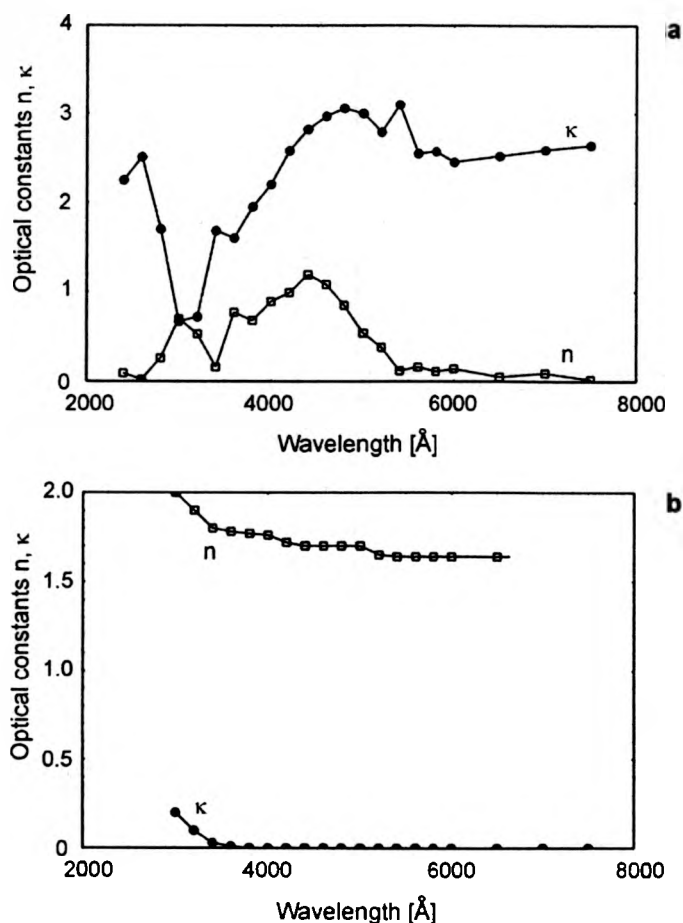 a
4
3
2
1
0
Optical constants n, κ
κ
n
2000 4000 6000 8000
Wavelength [Å]
b
2.0
1.5
1.0
0.5
0
Optical constants n, κ
n
κ
2000 4000 6000 8000
Wavelength [Å]